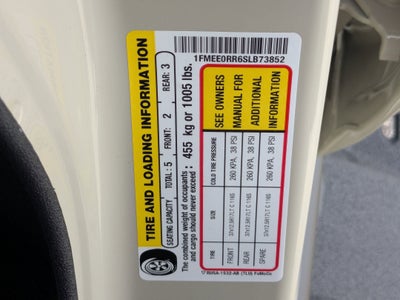 1FMEE0RR6SLB73852
TIRE AND LOADING INFORMATION
SEATING CAPACITY TOTAL: 5 FRONT: 2 REAR: 3
The combined weight of occupants and cargo should never exceed: 455 kg or 1005 lbs.
TIRE SIZE COLD TIRE PRESSURE SEE OWNERS MANUAL FOR ADDITIONAL INFORMATION
FRONT 260 KPA, 38 PSI
REAR 260 KPA, 38 PSI
SPARE 260 KPA, 38 PSI